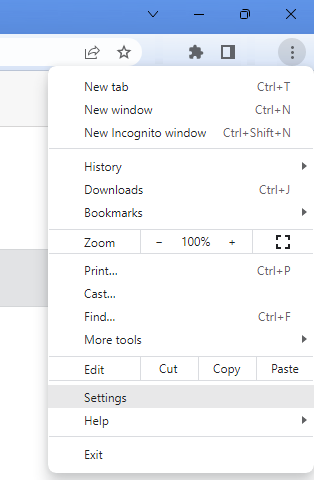 New tab Ctrl+T
New window Ctrl+N
New Incognito window Ctrl+Shift+N
History
Downloads Ctrl+J
Bookmarks
Zoom − 100% +
Print... Ctrl+P
Cast...
Find... Ctrl+F
More tools
Edit Cut Copy Paste
Settings
Help
Exit